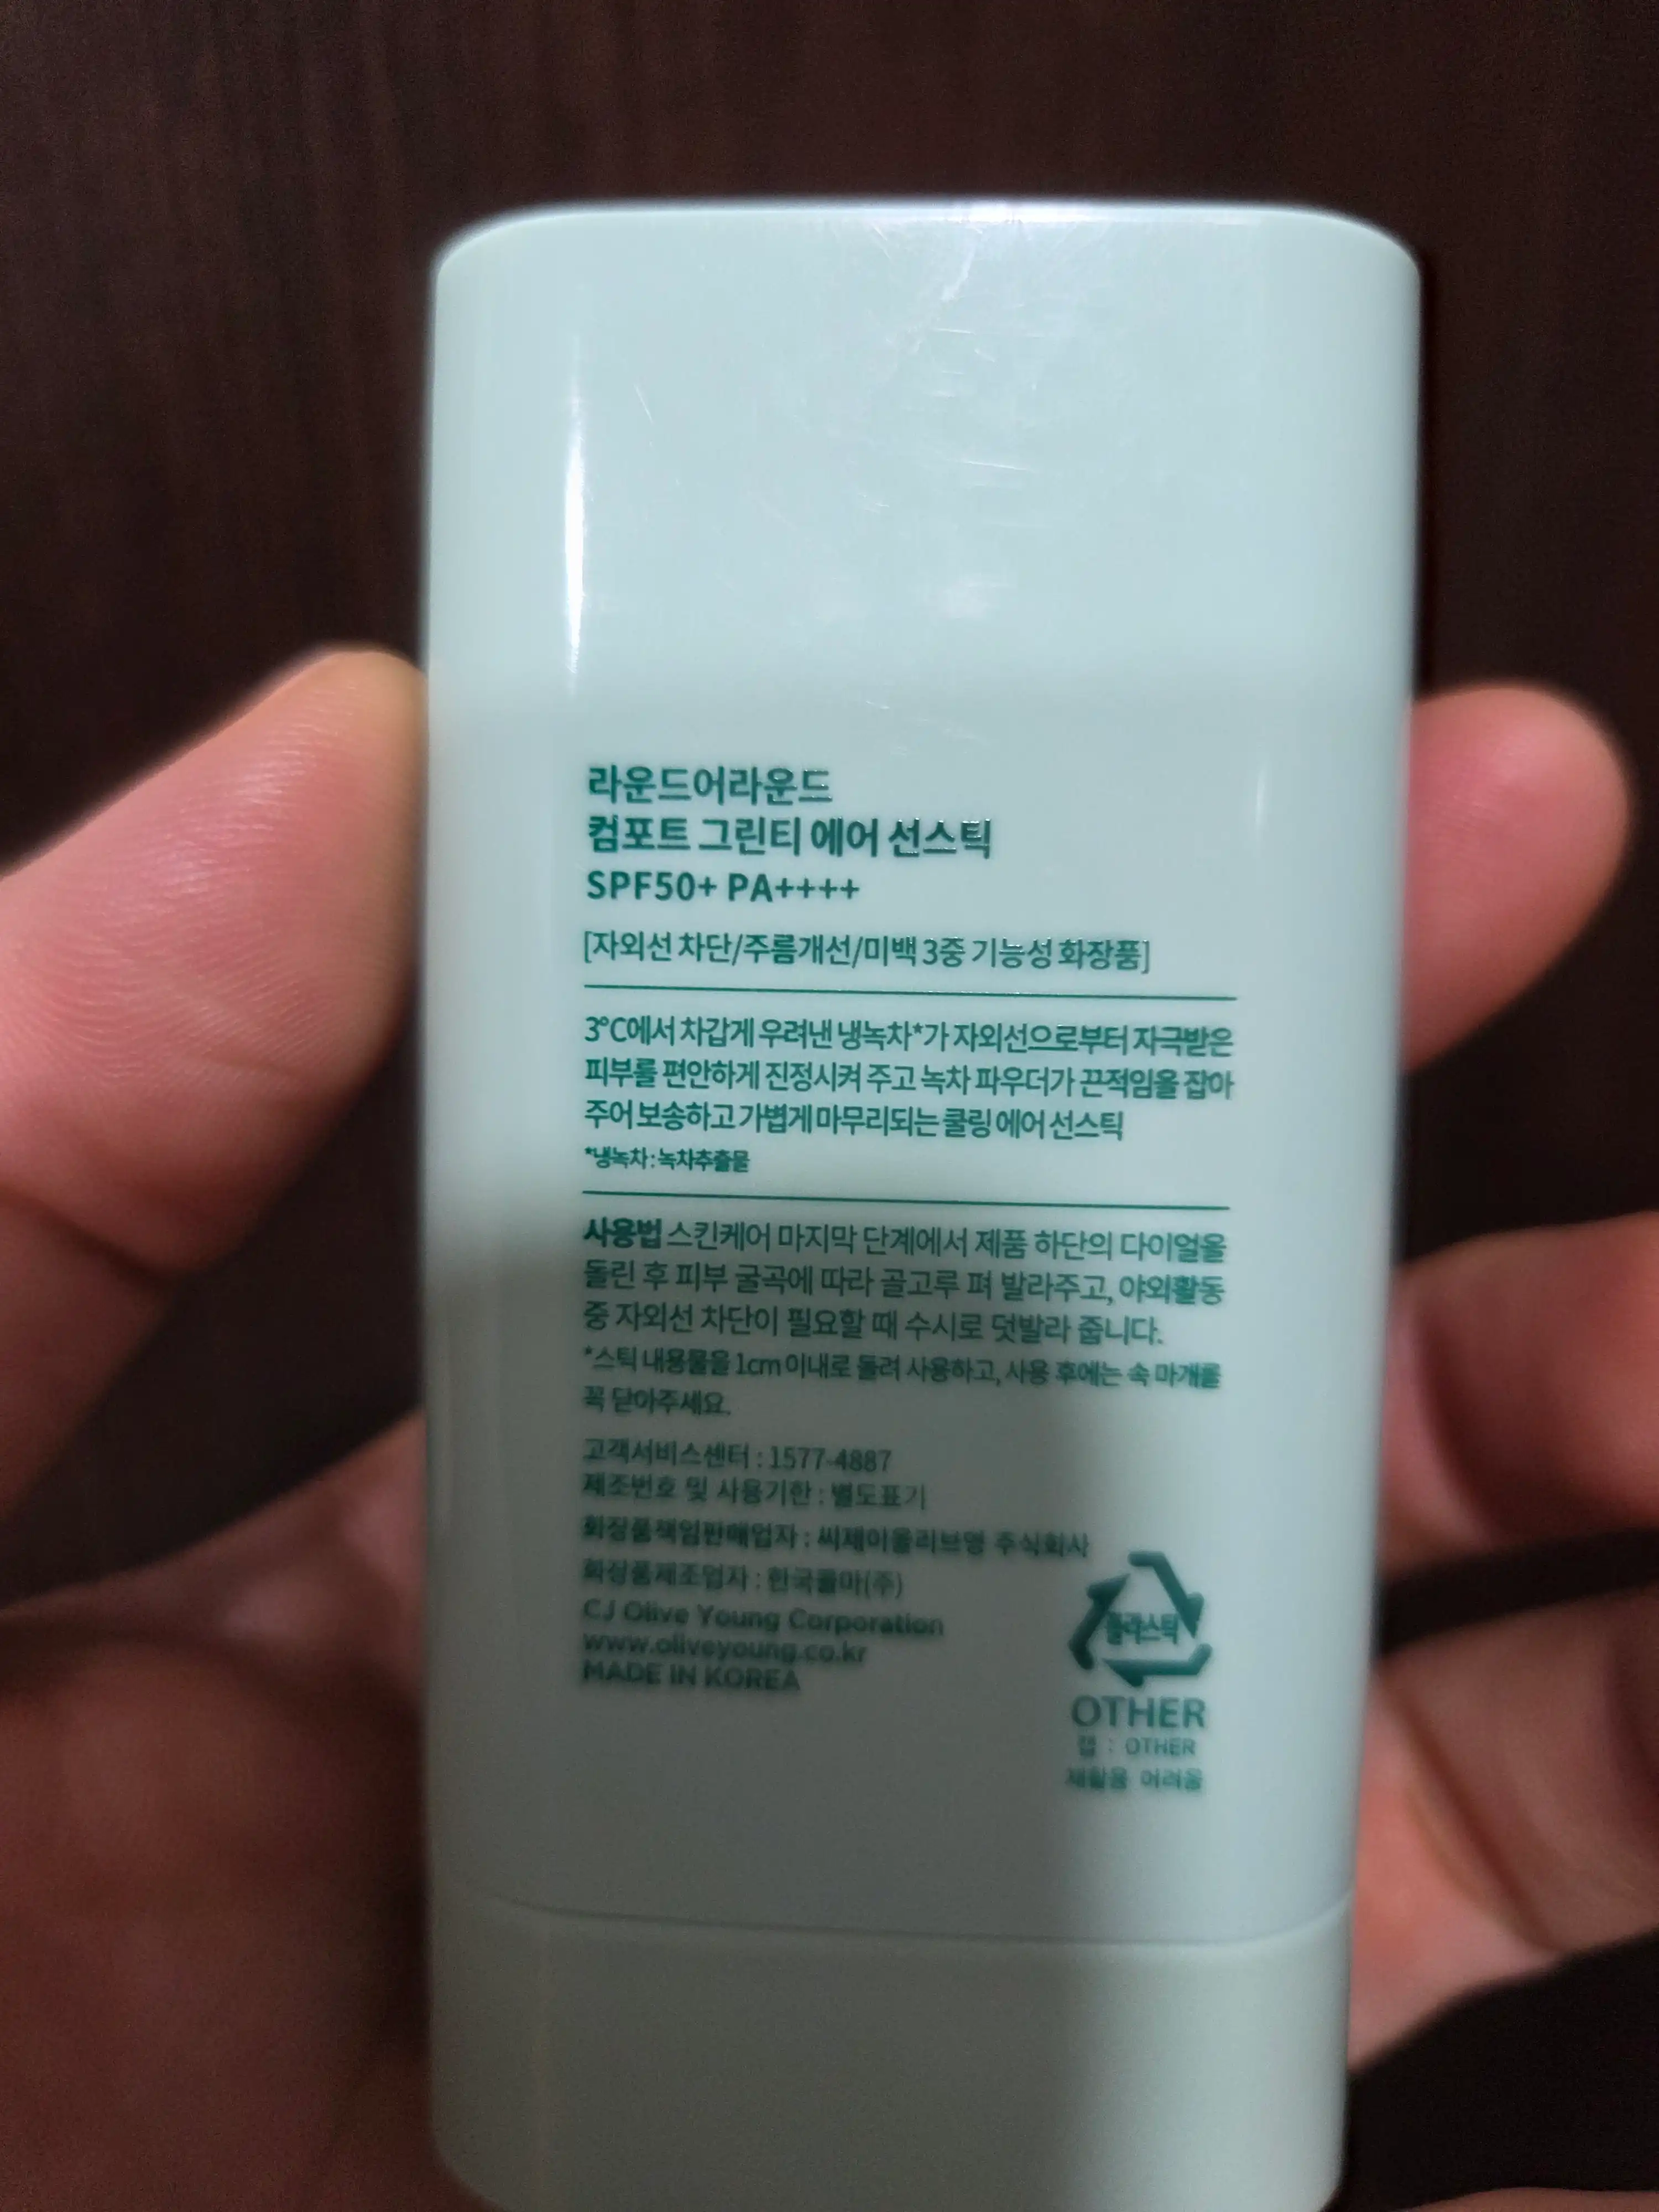 라운드어라운드
컴포트 그린티 에어 선스틱
SPF50+ PA++++
[자외선 차단/주름개선/미백 3중 기능성 화장품]
3°C에서 차갑게 우려낸 냉녹차*가 자외선으로부터 자극받은
피부를 편안하게 진정시켜 주고 녹차 파우더가 끈적임을 잡아
주어 보송하고 가볍게 마무리되는 쿨링 에어 선스틱
*냉녹차 : 녹차추출물
사용법 스킨케어 마지막 단계에서 제품 하단의 다이얼을
돌린 후 피부 굴곡에 따라 골고루 펴 발라주고, 야외활동
중 자외선 차단이 필요할 때 수시로 덧발라 줍니다.
*스틱 내용물을 1cm 이내로 돌려 사용하고, 사용 후에는 속 마개를
꼭 닫아주세요.
고객서비스센터 : 1577-4887
제조번호 및 사용기한 : 별도표기
화장품책임판매업자 : 씨제이올리브영 주식회사
화장품제조업자 : 한국콜마(주)
CJ Olive Young Corporation
www.oliveyoung.co.kr
MADE IN KOREA
플라스틱
OTHER
캡 : OTHER
재활용 어려움